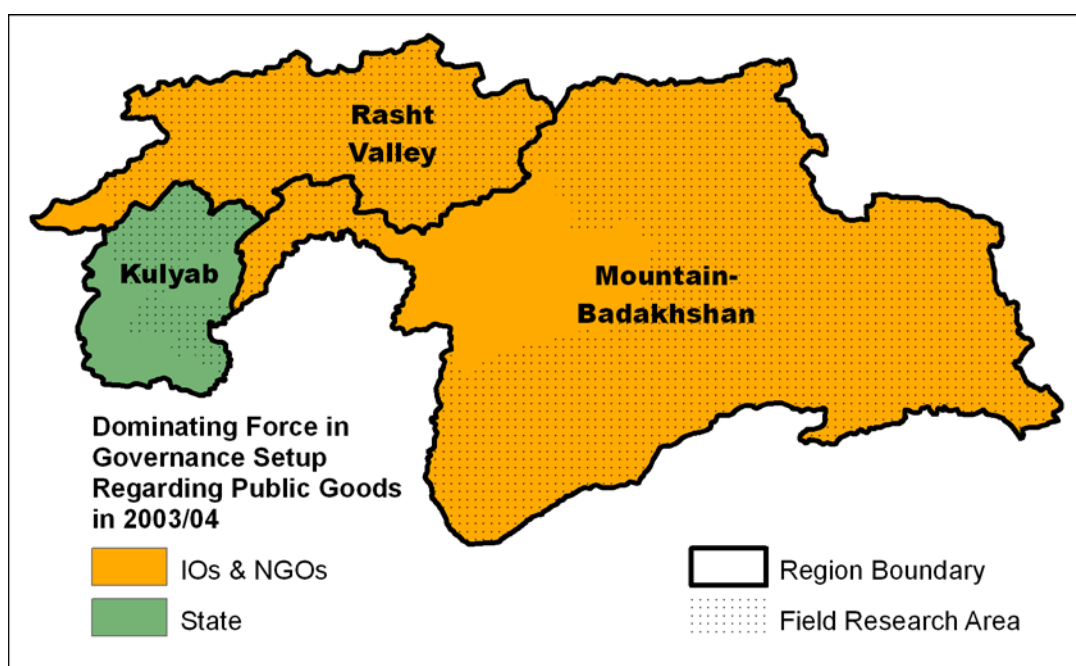 Rasht
Valley
Kulyab
Mountain-
Badakhshan
Dominating Force in
Governance Setup
Regarding Public Goods
in 2003/04
IOs & NGOs
State
Region Boundary
Field Research Area